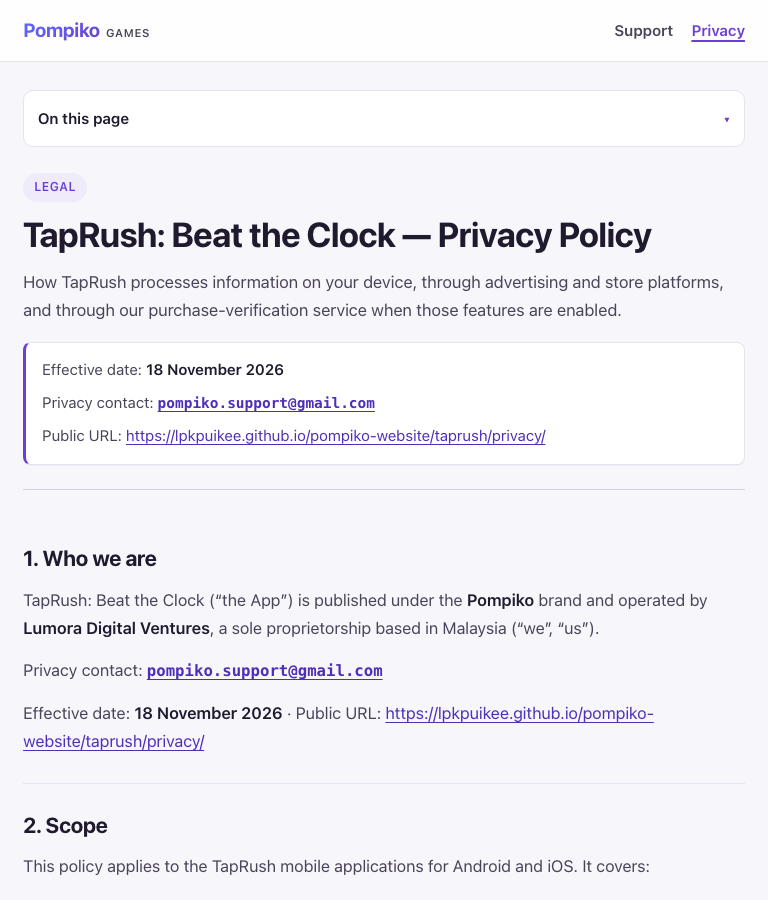 Pompiko GAMES
Support Privacy
On this page
LEGAL
TapRush: Beat the Clock — Privacy Policy
How TapRush processes information on your device, through advertising and store platforms,
and through our purchase-verification service when those features are enabled.
Effective date: 18 November 2026
Privacy contact: pompiko.support@gmail.com
Public URL: https://lpkpuikee.github.io/pompiko-website/taprush/privacy/
1. Who we are
TapRush: Beat the Clock (“the App”) is published under the Pompiko brand and operated by
Lumora Digital Ventures, a sole proprietorship based in Malaysia (“we”, “us”).
Privacy contact: pompiko.support@gmail.com
Effective date: 18 November 2026 · Public URL: https://lpkpuikee.github.io/pompiko-
website/taprush/privacy/
2. Scope
This policy applies to the TapRush mobile applications for Android and iOS. It covers: